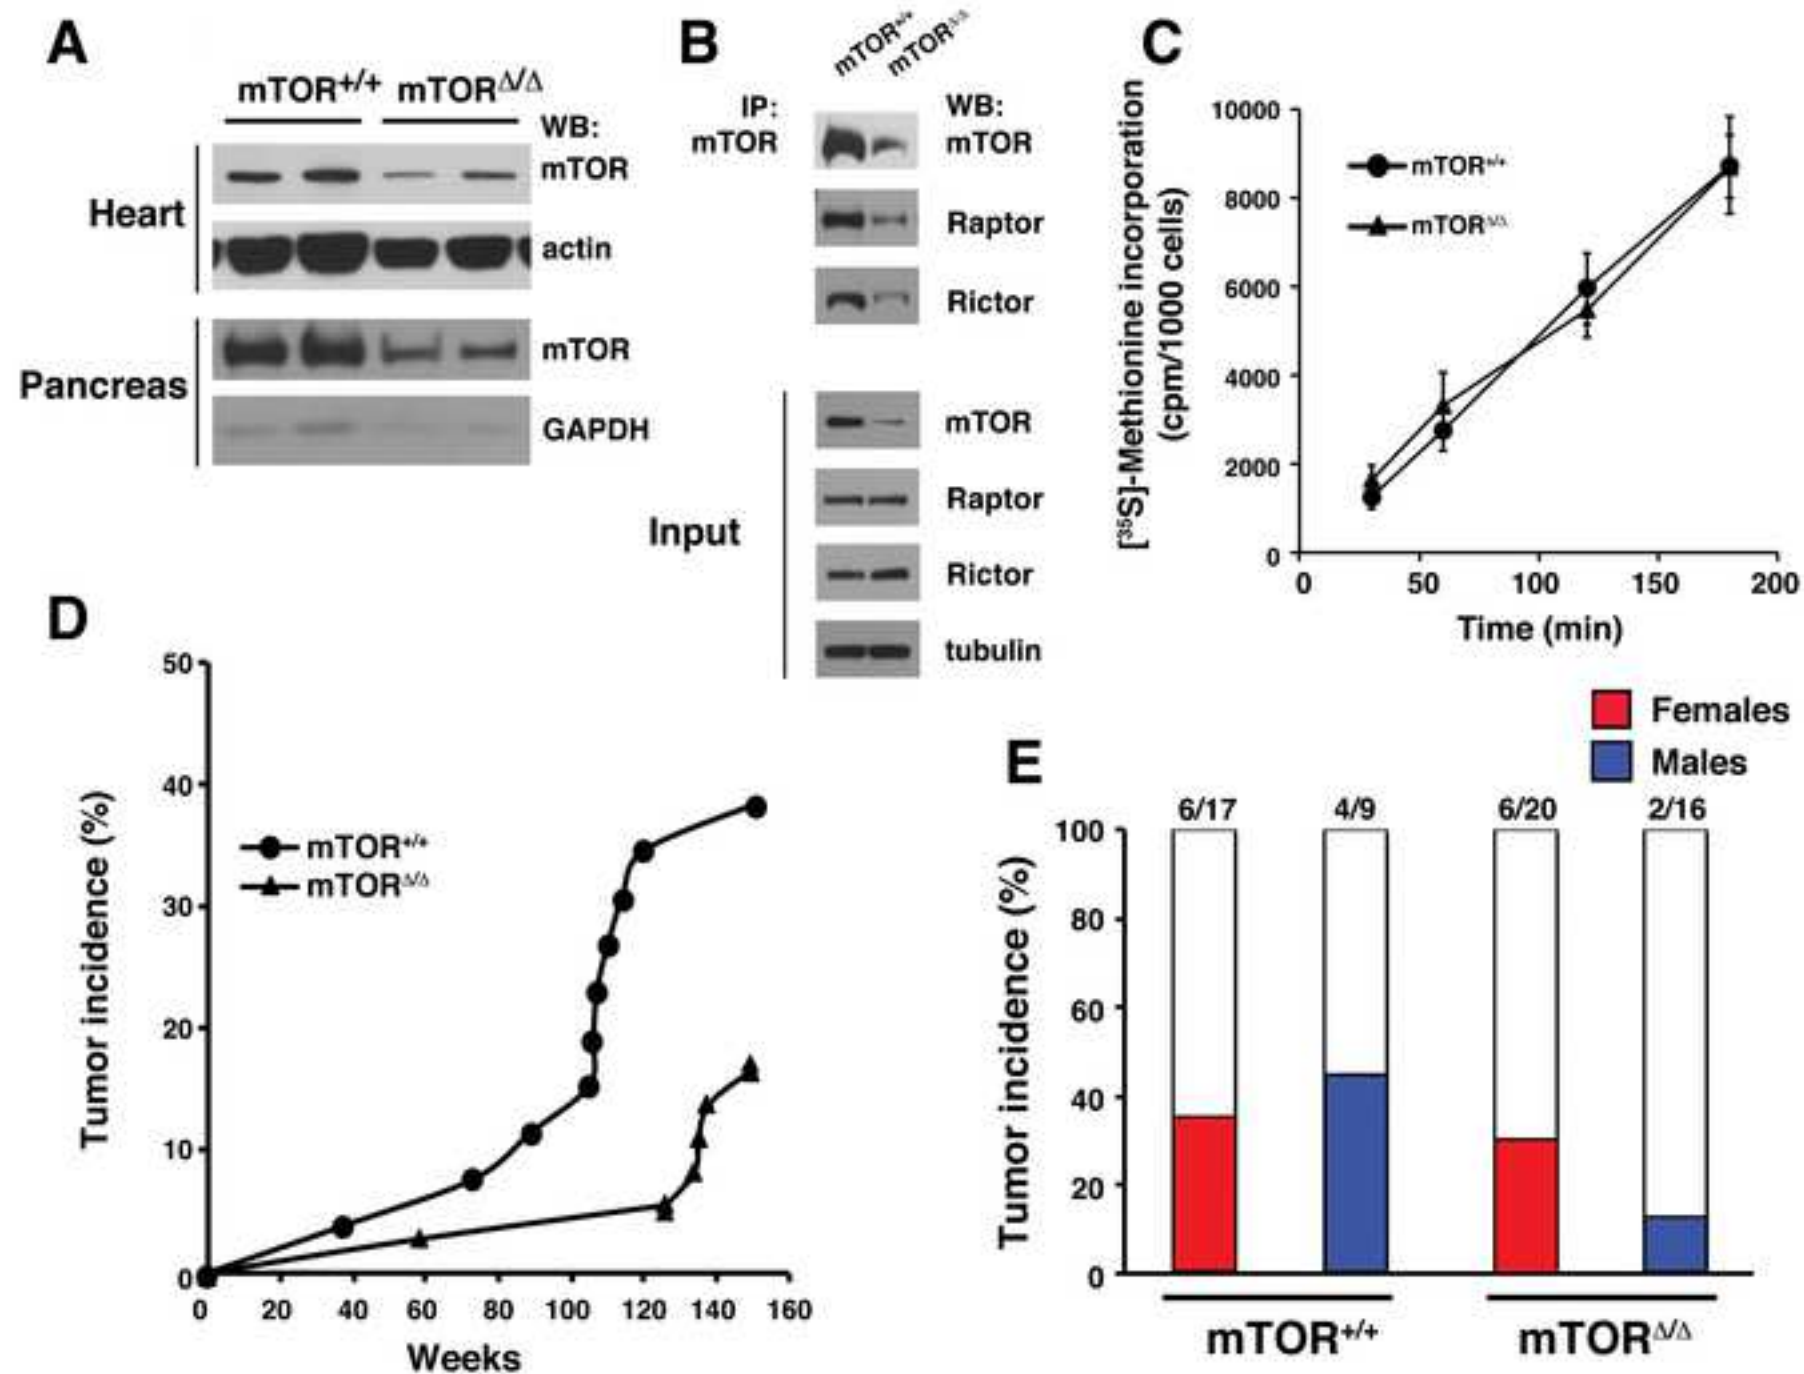 A
mTOR+/+ mTORΔ/Δ
WB:
Heart
mTOR
actin
Pancreas
mTOR
GAPDH
B
mTOR+/+
mTORΔ/Δ
IP:
mTOR
WB:
mTOR
Raptor
Rictor
Input
mTOR
Raptor
Rictor
tubulin
C
[35S]-Methionine incorporation
(cpm/1000 cells)
10000
8000
6000
4000
2000
0
mTOR+/+
mTORΔ/Δ
0 50 100 150 200
Time (min)
D
Tumor incidence (%)
50
40
30
20
10
0
mTOR+/+
mTORΔ/Δ
0 20 40 60 80 100 120 140 160
Weeks
Females
Males
E
Tumor incidence (%)
6/17 4/9 6/20 2/16
100
80
60
40
20
0
mTOR+/+ mTORΔ/Δ